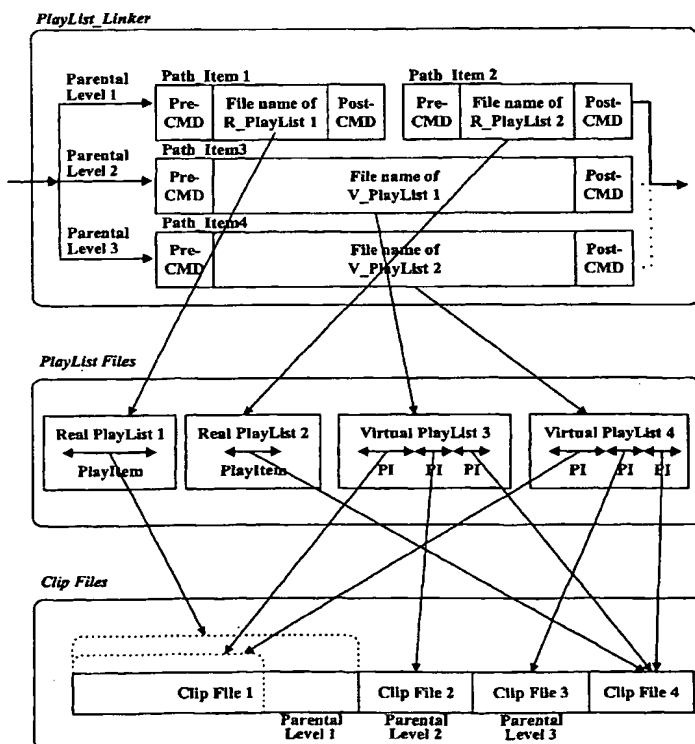 PlayList_Linker
Parental
Level 1
Path_Item 1
Pre-
CMD
File name of
R_PlayList 1
Post-
CMD
Path_Item 2
Pre-
CMD
File name of
R_PlayList 2
Post-
CMD
Parental
Level 2
Path_Item3
Pre-
CMD
File name of
V_PlayList 1
Post-
CMD
Parental
Level 3
Path_Item4
Pre-
CMD
File name of
V_PlayList 2
Post-
CMD
PlayList Files
Real PlayList 1
PlayItem
Real PlayList 2
PlayItem
Virtual PlayList 3
PI PI PI
Virtual PlayList 4
PI PI PI
Clip Files
Clip File 1
Clip File 2
Clip File 3
Clip File 4
Parental
Level 1
Parental
Level 2
Parental
Level 3